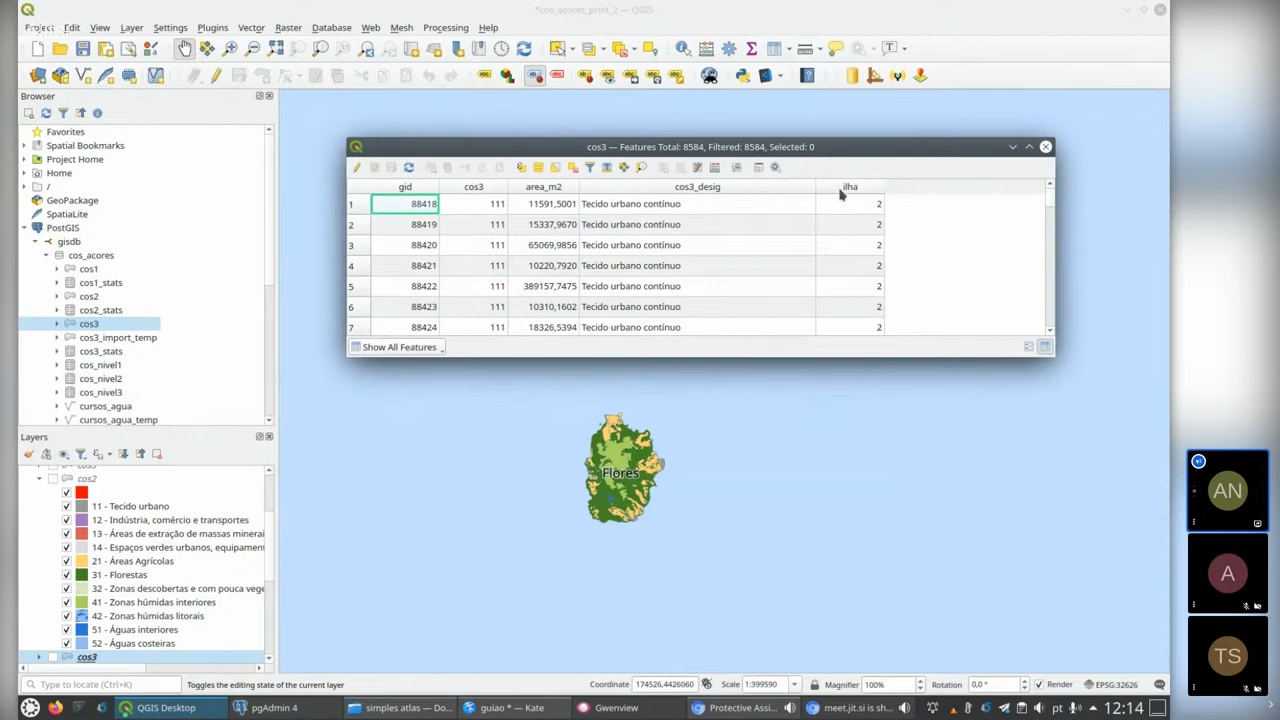 *cos_acores_print_2 — QGIS
Project Edit View Layer Settings Plugins Vector Raster Database Web Mesh Processing Help
Browser
Favorites
Spatial Bookmarks
Project Home
Home
/
GeoPackage
SpatiaLite
PostGIS
gisdb
cos_acores
cos1
cos1_stats
cos2
cos2_stats
cos3
cos3_import_temp
cos3_stats
cos_nivel1
cos_nivel2
cos_nivel3
cursos_agua
cursos_agua_temp
Layers
cos2
11 - Tecido urbano
12 - Indústria, comércio e transportes
13 - Áreas de extração de massas minerai
14 - Espaços verdes urbanos, equipament
21 - Áreas Agrícolas
31 - Florestas
32 - Zonas descobertas e com pouca vege
41 - Zonas húmidas interiores
42 - Zonas húmidas litorais
51 - Águas interiores
52 - Águas costeiras
cos3
cos3 — Features Total: 8584, Filtered: 8584, Selected: 0
gid cos3 area_m2 cos3_desig ilha
1 88418 111 11591,5001 Tecido urbano contínuo 2
2 88419 111 15337,9670 Tecido urbano contínuo 2
3 88420 111 65069,9856 Tecido urbano contínuo 2
4 88421 111 10220,7920 Tecido urbano contínuo 2
5 88422 111 389157,7475 Tecido urbano contínuo 2
6 88423 111 10310,1602 Tecido urbano contínuo 2
7 88424 111 18326,5394 Tecido urbano contínuo 2
Show All Features
Flores
AN
A
TS
Type to locate (Ctrl+K) Toggles the editing state of the current layer Coordinate 174526,4426060 Scale 1:399590 Magnifier 100% Rotation 0,0 ° Render EPSG:32626
QGIS Desktop pgAdmin 4 simples atlas — Do... guiao * — Kate Gwenview Protective Assi... meet.jit.si is sh... pt 12:14